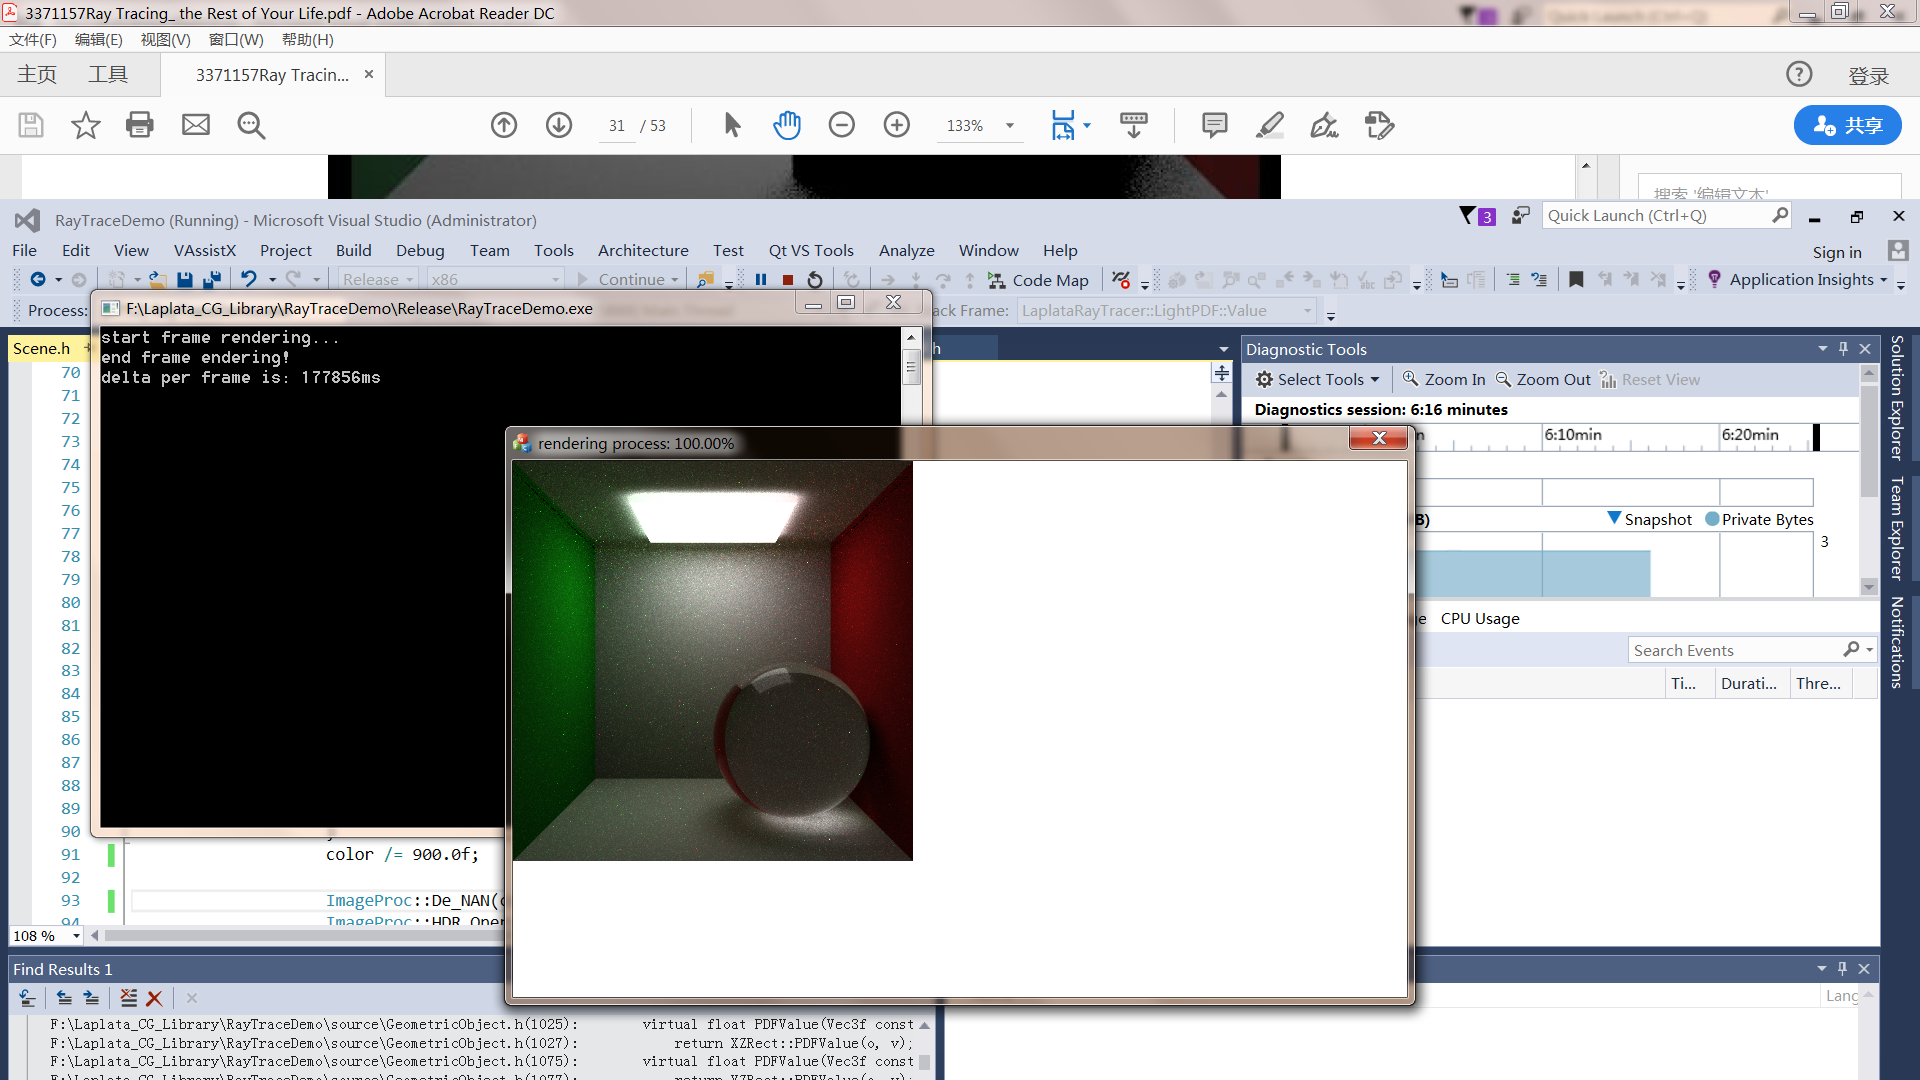 3371157Ray Tracing_ the Rest of Your Life.pdf - Adobe Acrobat Reader DC
文件(F) 编辑(E) 视图(V) 窗口(W) 帮助(H)
主页 工具 3371157Ray Tracin... 登录
31 / 53 133% 共享
搜索 '编辑文本'
RayTraceDemo (Running) - Microsoft Visual Studio (Administrator) 3 Quick Launch (Ctrl+Q)
File Edit View VAssistX Project Build Debug Team Tools Architecture Test Qt VS Tools Analyze Window Help Sign in
Release x86 Continue Code Map Application Insights
Process: F:\Laplata_CG_Library\RayTraceDemo\Release\RayTraceDemo.exe ck Frame: LaplataRayTracer::LightPDF::Value
start frame rendering...
end frame endering!
delta per frame is: 177856ms
Scene.h h Diagnostic Tools
Select Tools Zoom In Zoom Out Reset View
Diagnostics session: 6:16 minutes
6:10min 6:20min
Snapshot Private Bytes
3
CPU Usage
Search Events
Ti... Durati... Thre...
Solution Explorer
Team Explorer
Notifications
rendering process: 100.00%
70
71
72
73
74
75
76
77
78
79
80
81
82
83
84
85
86
87
88
89
90
91 color /= 900.0f;
92
93 ImageProc::De_NAN(
94 ImageProc::HDR_Oper
108 %
Find Results 1
Lang
F:\Laplata_CG_Library\RayTraceDemo\source\GeometricObject.h(1025): virtual float PDFValue(Vec3f const
F:\Laplata_CG_Library\RayTraceDemo\source\GeometricObject.h(1027): return XZRect::PDFValue(o, v);
F:\Laplata_CG_Library\RayTraceDemo\source\GeometricObject.h(1075): virtual float PDFValue(Vec3f const
F:\Laplata_CG_Library\RayTraceDemo\source\GeometricObject.h(1077): return XZRect::PDFValue(o, v);